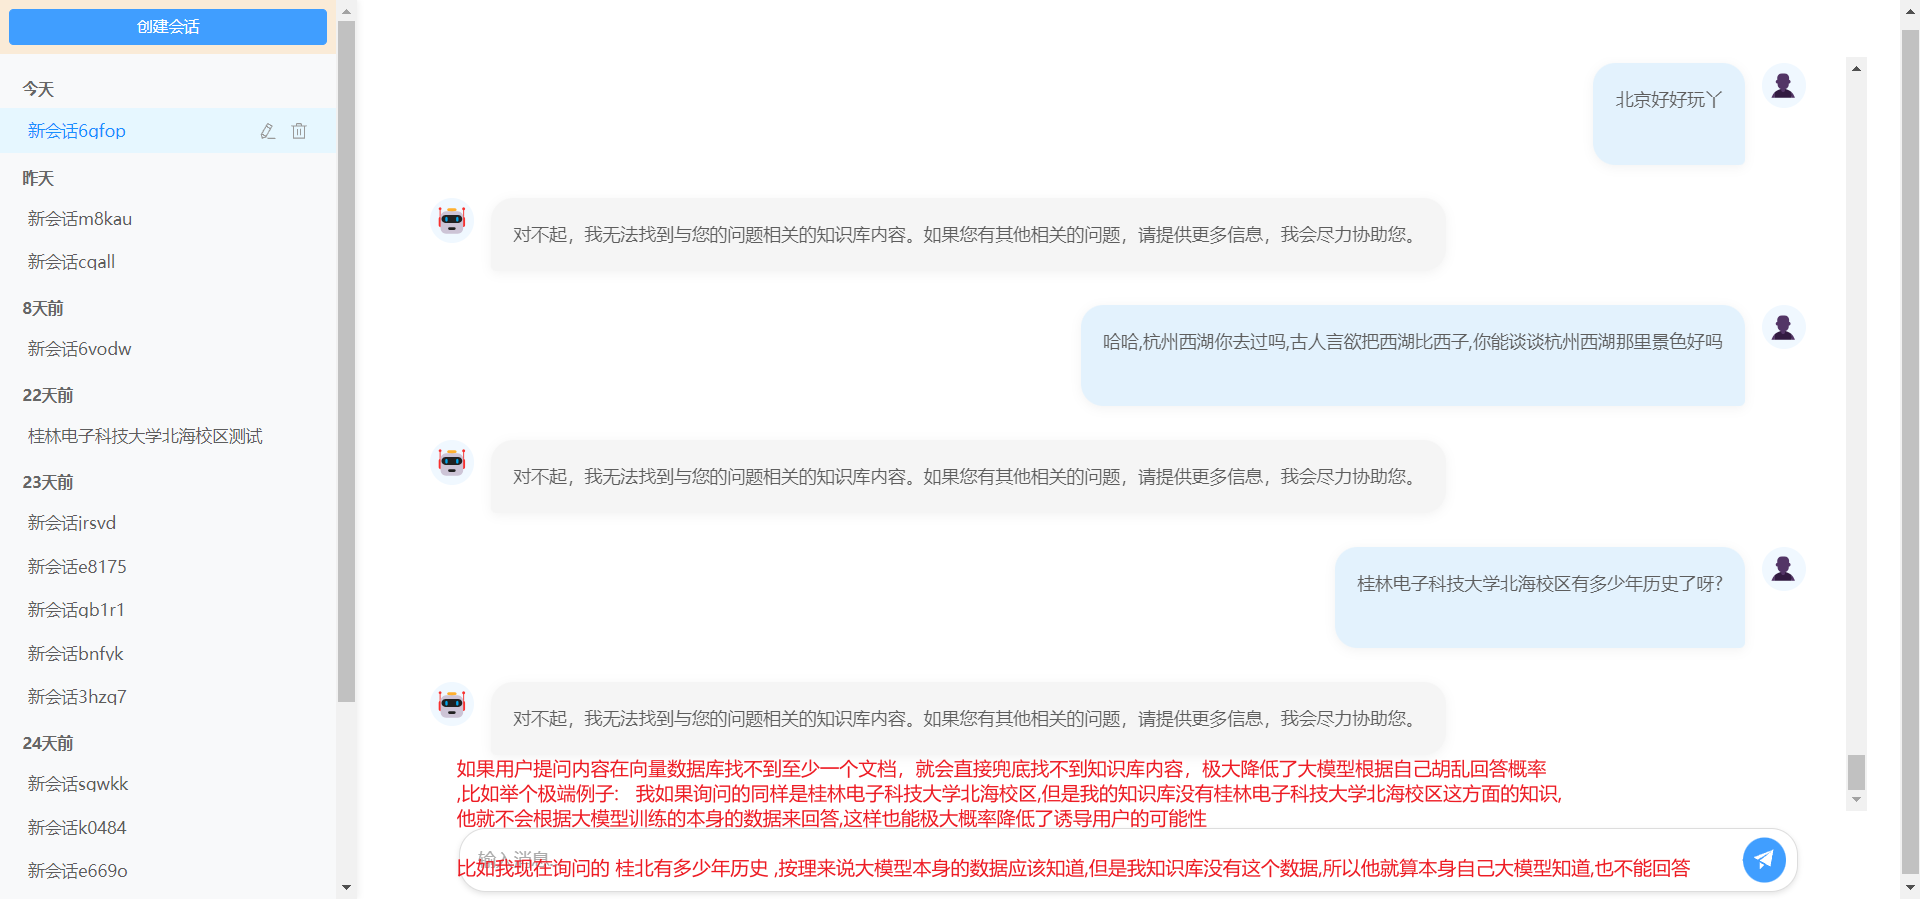 创建会话
今天
新会话6qfop
昨天
新会话m8kau
新会话cqall
8天前
新会话6vodw
22天前
桂林电子科技大学北海校区测试
23天前
新会话jrsvd
新会话e8175
新会话qb1r1
新会话bnfvk
新会话3hzq7
24天前
新会话sqwkk
新会话k0484
新会话e669o
北京好好玩丫
对不起，我无法找到与您的问题相关的知识库内容。如果您有其他相关的问题，请提供更多信息，我会尽力协助您。
哈哈,杭州西湖你去过吗,古人言欲把西湖比西子,你能谈谈杭州西湖那里景色好吗
对不起，我无法找到与您的问题相关的知识库内容。如果您有其他相关的问题，请提供更多信息，我会尽力协助您。
桂林电子科技大学北海校区有多少年历史了呀?
对不起，我无法找到与您的问题相关的知识库内容。如果您有其他相关的问题，请提供更多信息，我会尽力协助您。
如果用户提问内容在向量数据库找不到至少一个文档，就会直接兜底找不到知识库内容，极大降低了大模型根据自己胡乱回答概率
,比如举个极端例子: 我如果询问的同样是桂林电子科技大学北海校区,但是我的知识库没有桂林电子科技大学北海校区这方面的知识,
他就不会根据大模型训练的本身的数据来回答,这样也能极大概率降低了诱导用户的可能性
输入消息
比如我现在询问的 桂北有多少年历史 ,按理来说大模型本身的数据应该知道,但是我知识库没有这个数据,所以他就算本身自己大模型知道,也不能回答